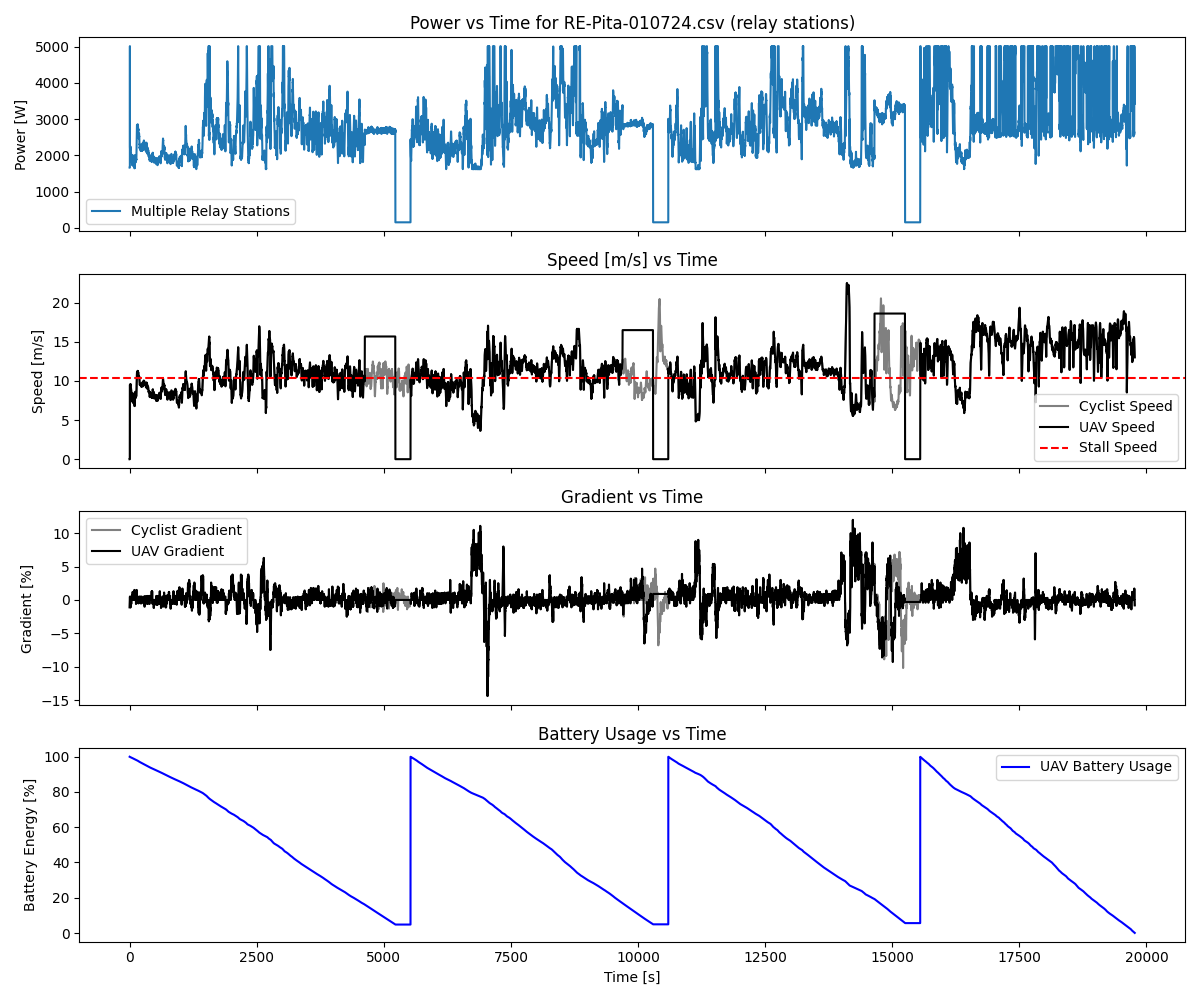 Power vs Time for RE-Pita-010724.csv (relay stations)
5000
4000
3000
2000
1000
0
Power [W]
Multiple Relay Stations
Speed [m/s] vs Time
20
15
10
5
0
Speed [m/s]
Cyclist Speed
UAV Speed
Stall Speed
Gradient vs Time
10
5
0
−5
−10
−15
Gradient [%]
Cyclist Gradient
UAV Gradient
Battery Usage vs Time
100
80
60
40
20
0
Battery Energy [%]
UAV Battery Usage
0 2500 5000 7500 10000 12500 15000 17500 20000
Time [s]